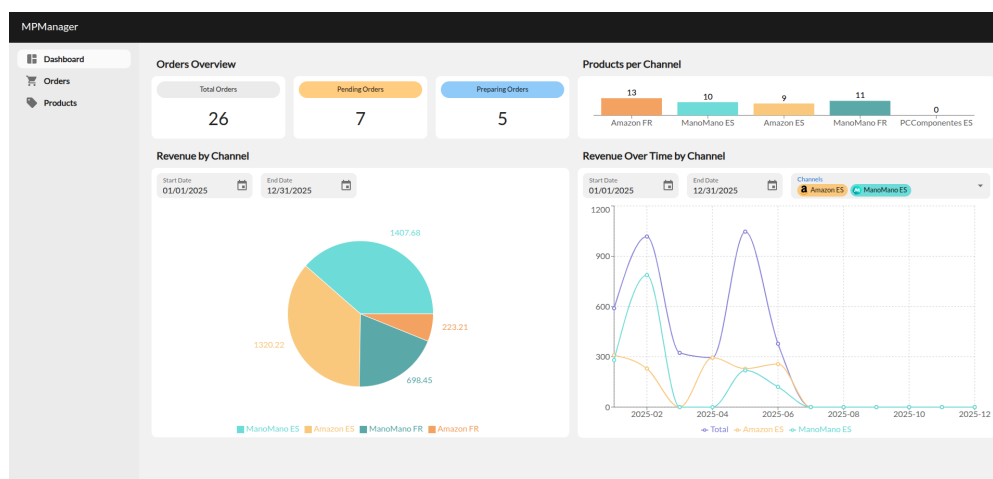 MPManager
Dashboard
Orders
Products
Orders Overview
Total Orders
26
Pending Orders
7
Preparing Orders
5
Products per Channel
13
10
9
11
0
Amazon FR
ManoMano ES
Amazon ES
ManoMano FR
PCComponentes ES
Revenue by Channel
Start Date
01/01/2025
End Date
12/31/2025
1407.68
223.21
1320.22
698.45
ManoMano ES
Amazon ES
ManoMano FR
Amazon FR
Revenue Over Time by Channel
Start Date
01/01/2025
End Date
12/31/2025
Channels
a Amazon ES
ManoMano ES
1200
900
600
300
0
2025-02
2025-04
2025-06
2025-08
2025-10
2025-12
Total
Amazon ES
ManoMano ES